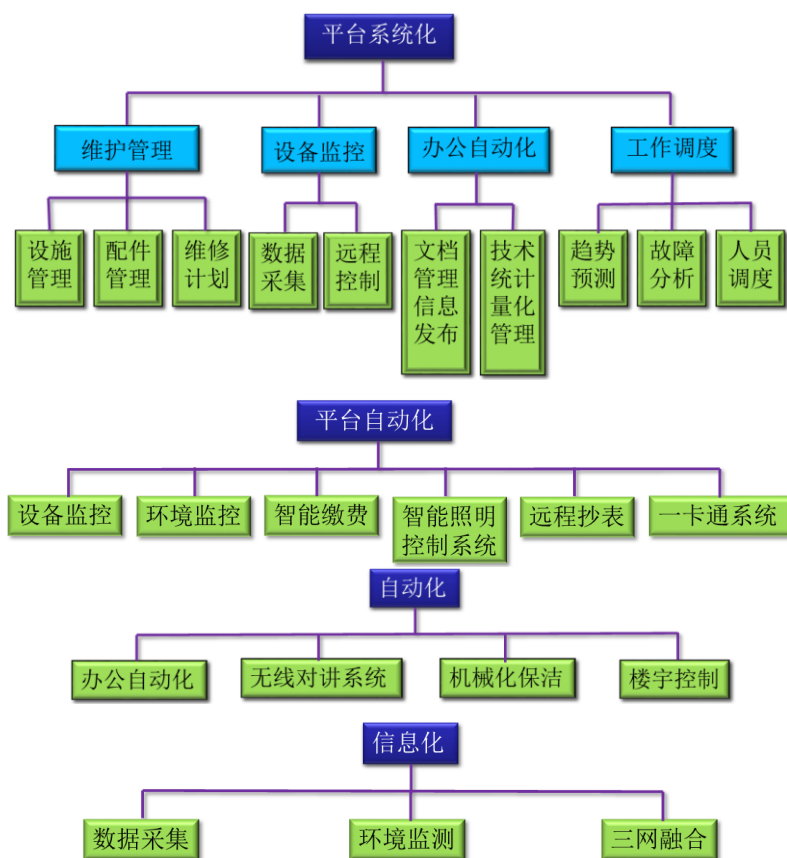 平台系统化
维护管理
设备监控
办公自动化
工作调度
设施
管理
配件
管理
维修
计划
数据
采集
远程
控制
文档
管理
信息
发布
技术
统计
量化
管理
趋势
预测
故障
分析
人员
调度
平台自动化
设备监控
环境监控
智能缴费
智能照明
控制系统
远程抄表
一卡通系统
自动化
办公自动化
无线对讲系统
机械化保洁
楼宇控制
信息化
数据采集
环境监测
三网融合